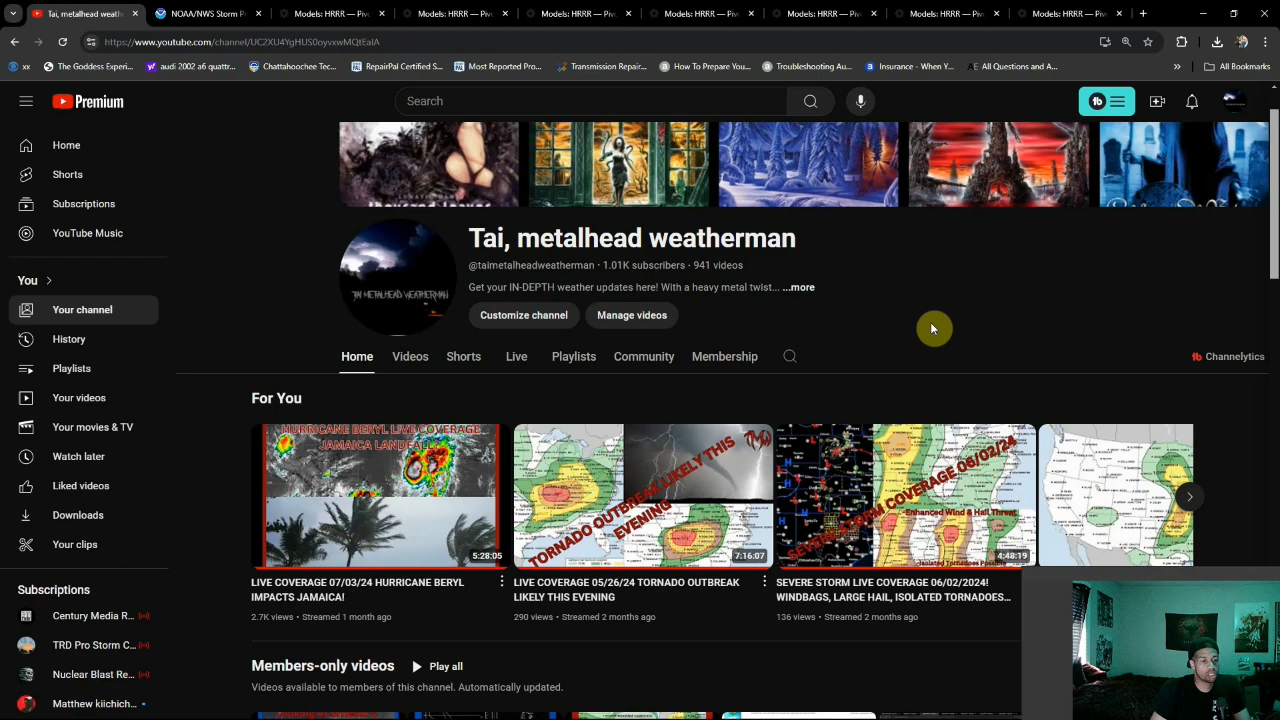 Tai, metalhead weath
NOAA/NWS Storm P
Models: HRRR — Piv
Models: HRRR — Piv
Models: HRRR — Piv
Models: HRRR — Piv
Models: HRRR — Piv
Models: HRRR — Piv
Models: HRRR — Piv
https://www.youtube.com/channel/UC2XU4YgHUS0oyvxwMQtEaIA
xx
The Goddess Experi...
audi 2002 a6 quattr...
Chattahoochee Tec...
RepairPal Certified S...
Most Reported Pro...
Transmission Repair...
How To Prepare You...
Troubleshooting Au...
Insurance - When Y...
All Questions and A...
All Bookmarks
Premium
Search
Home
Shorts
Subscriptions
YouTube Music
You
Your channel
History
Playlists
Your videos
Your movies & TV
Watch later
Liked videos
Downloads
Your clips
Subscriptions
Century Media R...
TRD Pro Storm C...
Nuclear Blast Re...
Matthew kiichich...
Tai, metalhead weatherman
@taimetalheadweatherman · 1.01K subscribers · 941 videos
Get your IN-DEPTH weather updates here! With a heavy metal twist... ...more
Customize channel
Manage videos
Home Videos Shorts Live Playlists Community Membership
Channelytics
For You
HURRICANE BERYL LIVE COVERAGE
JAMAICA LANDFALL
5:28:05
TORNADO OUTBREAK LIKELY THIS
EVENING
7:16:07
SEVERE STORM COVERAGE 06/02/24
Enhanced Wind & Hail Threat
Isolated Tornadoes Possible
4:48:19
LIVE COVERAGE 07/03/24 HURRICANE BERYL
IMPACTS JAMAICA!
2.7K views · Streamed 1 month ago
LIVE COVERAGE 05/26/24 TORNADO OUTBREAK
LIKELY THIS EVENING
290 views · Streamed 2 months ago
SEVERE STORM LIVE COVERAGE 06/02/2024!
WINDBAGS, LARGE HAIL, ISOLATED TORNADOES...
136 views · Streamed 2 months ago
Members-only videos
Play all
Videos available to members of this channel. Automatically updated.